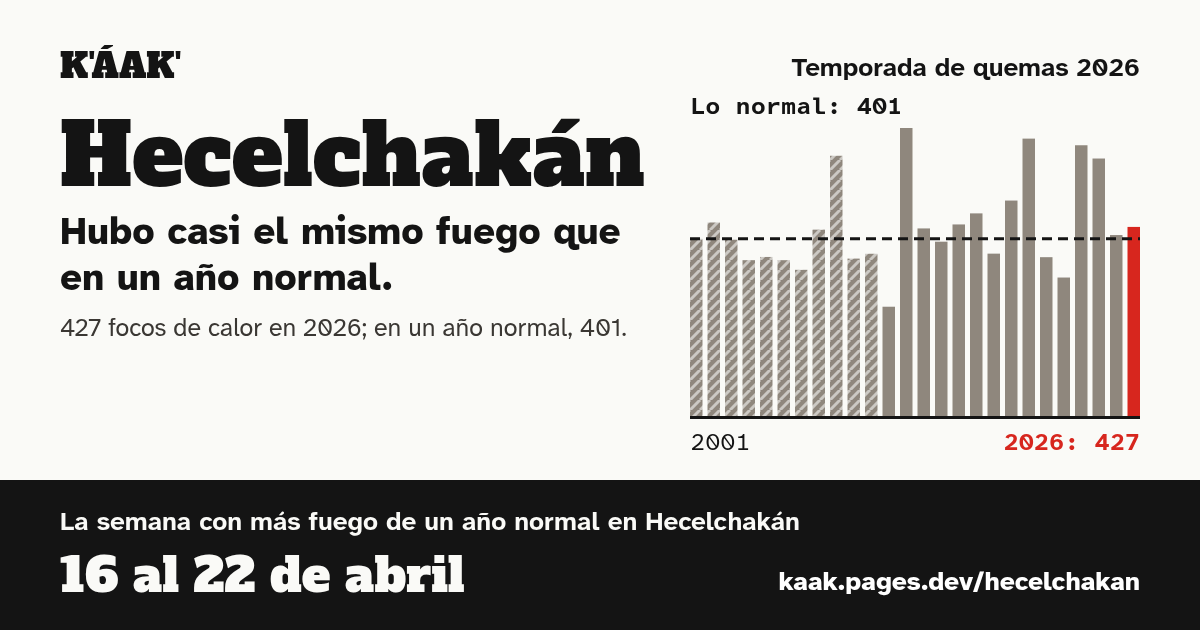 K'ÁAK'
Temporada de quemas 2026
Lo normal: 401
Hecelchakán
Hubo casi el mismo fuego que
en un año normal.
427 focos de calor en 2026; en un año normal, 401.
2001
2026: 427
La semana con más fuego de un año normal en Hecelchakán
16 al 22 de abril
kaak.pages.dev/hecelchakan